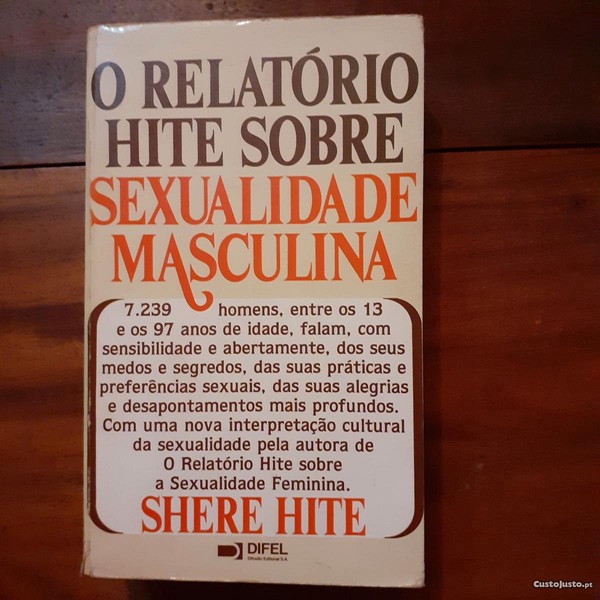 O RELATÓRIO
HITE SOBRE
SEXUALIDADE
MASCULINA
7.239 homens, entre os 13
e os 97 anos de idade, falam, com
sensibilidade e abertamente, dos seus
medos e segredos, das suas práticas e
preferências sexuais, das suas alegrias
e desapontamentos mais profundos.
Com uma nova interpretação cultural
da sexualidade pela autora de
O Relatório Hite sobre
a Sexualidade Feminina.
SHERE HITE
DIFEL
Difusão Editorial S.A.
CustoJusto.pt